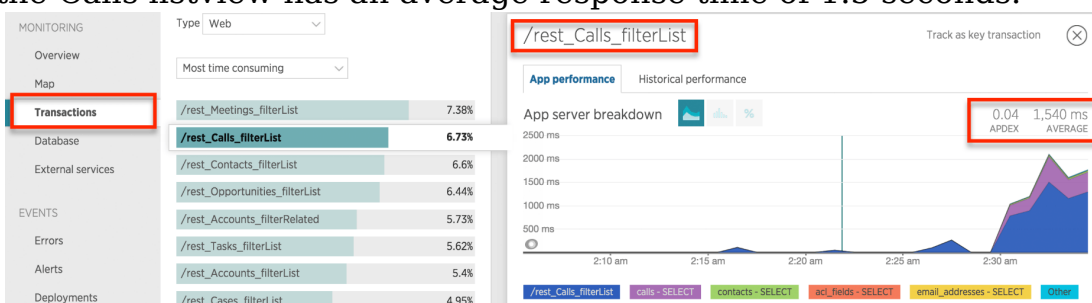 the Calls listview has an average response time of 1.5 seconds.
MONITORING
Overview
Map
Transactions
Database
External services
EVENTS
Errors
Alerts
Deployments
Type Web
Most time consuming
/rest_Meetings_filterList 7.38%
/rest_Calls_filterList 6.73%
/rest_Contacts_filterList 6.6%
/rest_Opportunities_filterList 6.44%
/rest_Accounts_filterRelated 5.73%
/rest_Tasks_filterList 5.62%
/rest_Accounts_filterList 5.4%
/rest_Cases_filterList 4.95%
/rest_Calls_filterList
Track as key transaction
App performance Historical performance
App server breakdown %
0.04 1,540 ms
APDEX AVERAGE
2500 ms
2000 ms
1500 ms
1000 ms
500 ms
0
2:10 am 2:15 am 2:20 am 2:25 am 2:30 am
/rest_Calls_filterList calls - SELECT contacts - SELECT acl_fields - SELECT email_addresses - SELECT Other